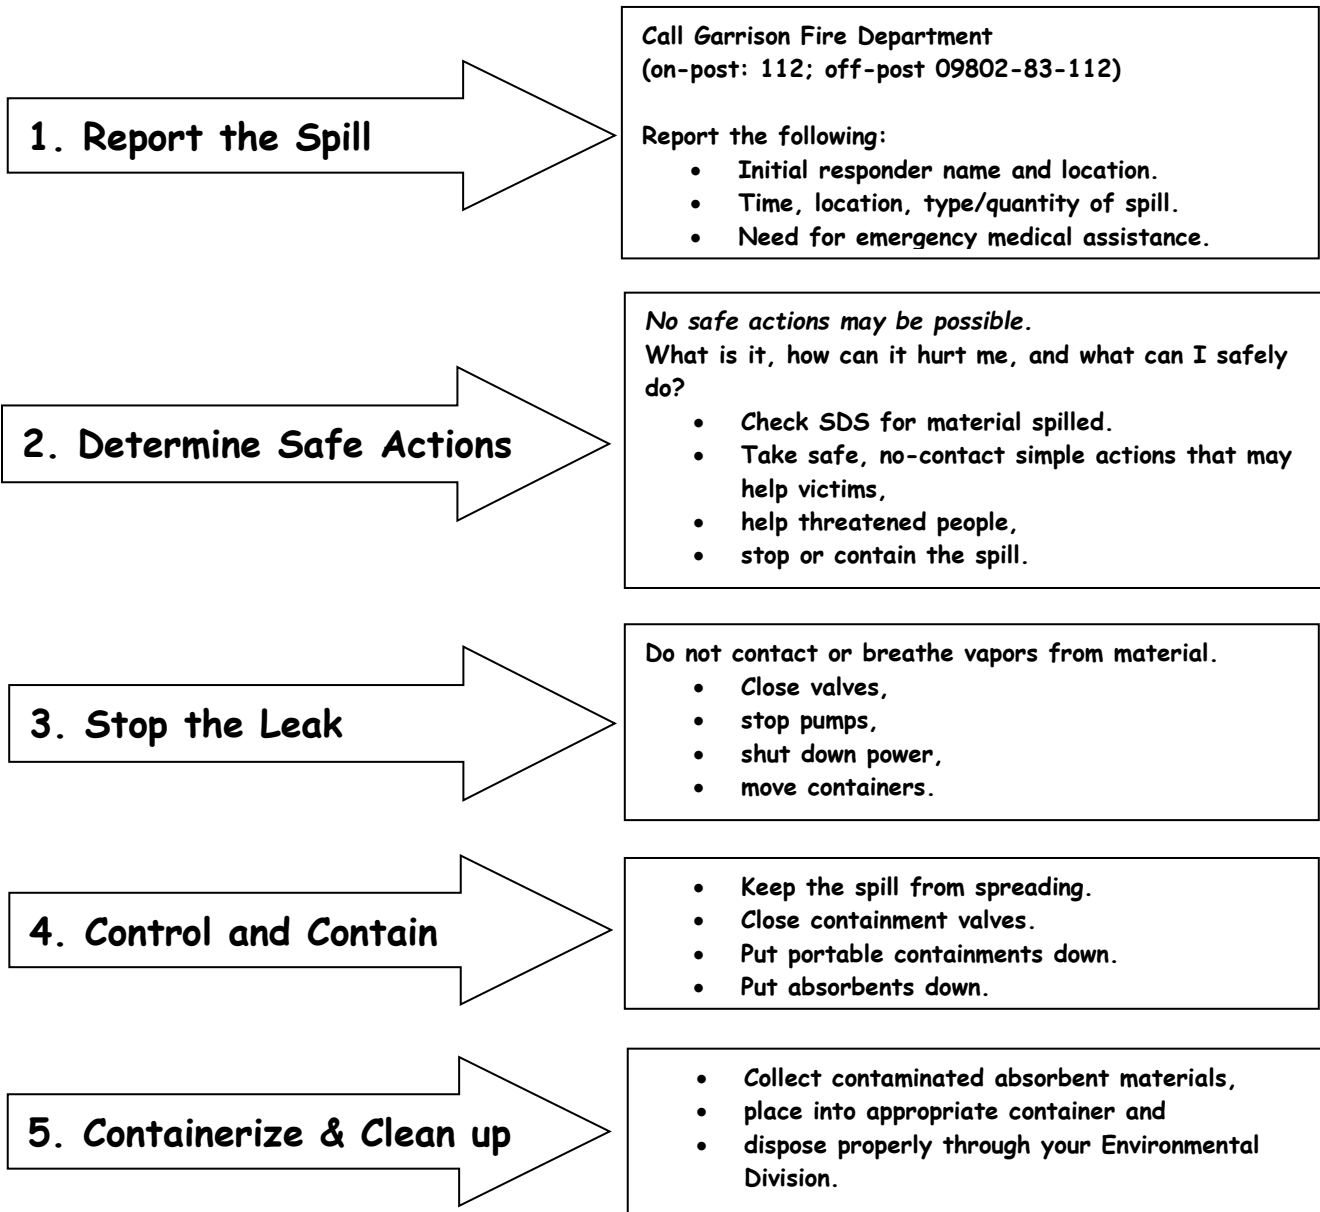 1. Report the Spill
Call Garrison Fire Department
(on-post: 112; off-post 09802-83-112)
Report the following:
• Initial responder name and location.
• Time, location, type/quantity of spill.
• Need for emergency medical assistance.
2. Determine Safe Actions
No safe actions may be possible.
What is it, how can it hurt me, and what can I safely
do?
• Check SDS for material spilled.
• Take safe, no-contact simple actions that may
help victims,
• help threatened people,
• stop or contain the spill.
3. Stop the Leak
Do not contact or breathe vapors from material.
• Close valves,
• stop pumps,
• shut down power,
• move containers.
4. Control and Contain
• Keep the spill from spreading.
• Close containment valves.
• Put portable containments down.
• Put absorbents down.
5. Containerize & Clean up
• Collect contaminated absorbent materials,
• place into appropriate container and
• dispose properly through your Environmental
Division.